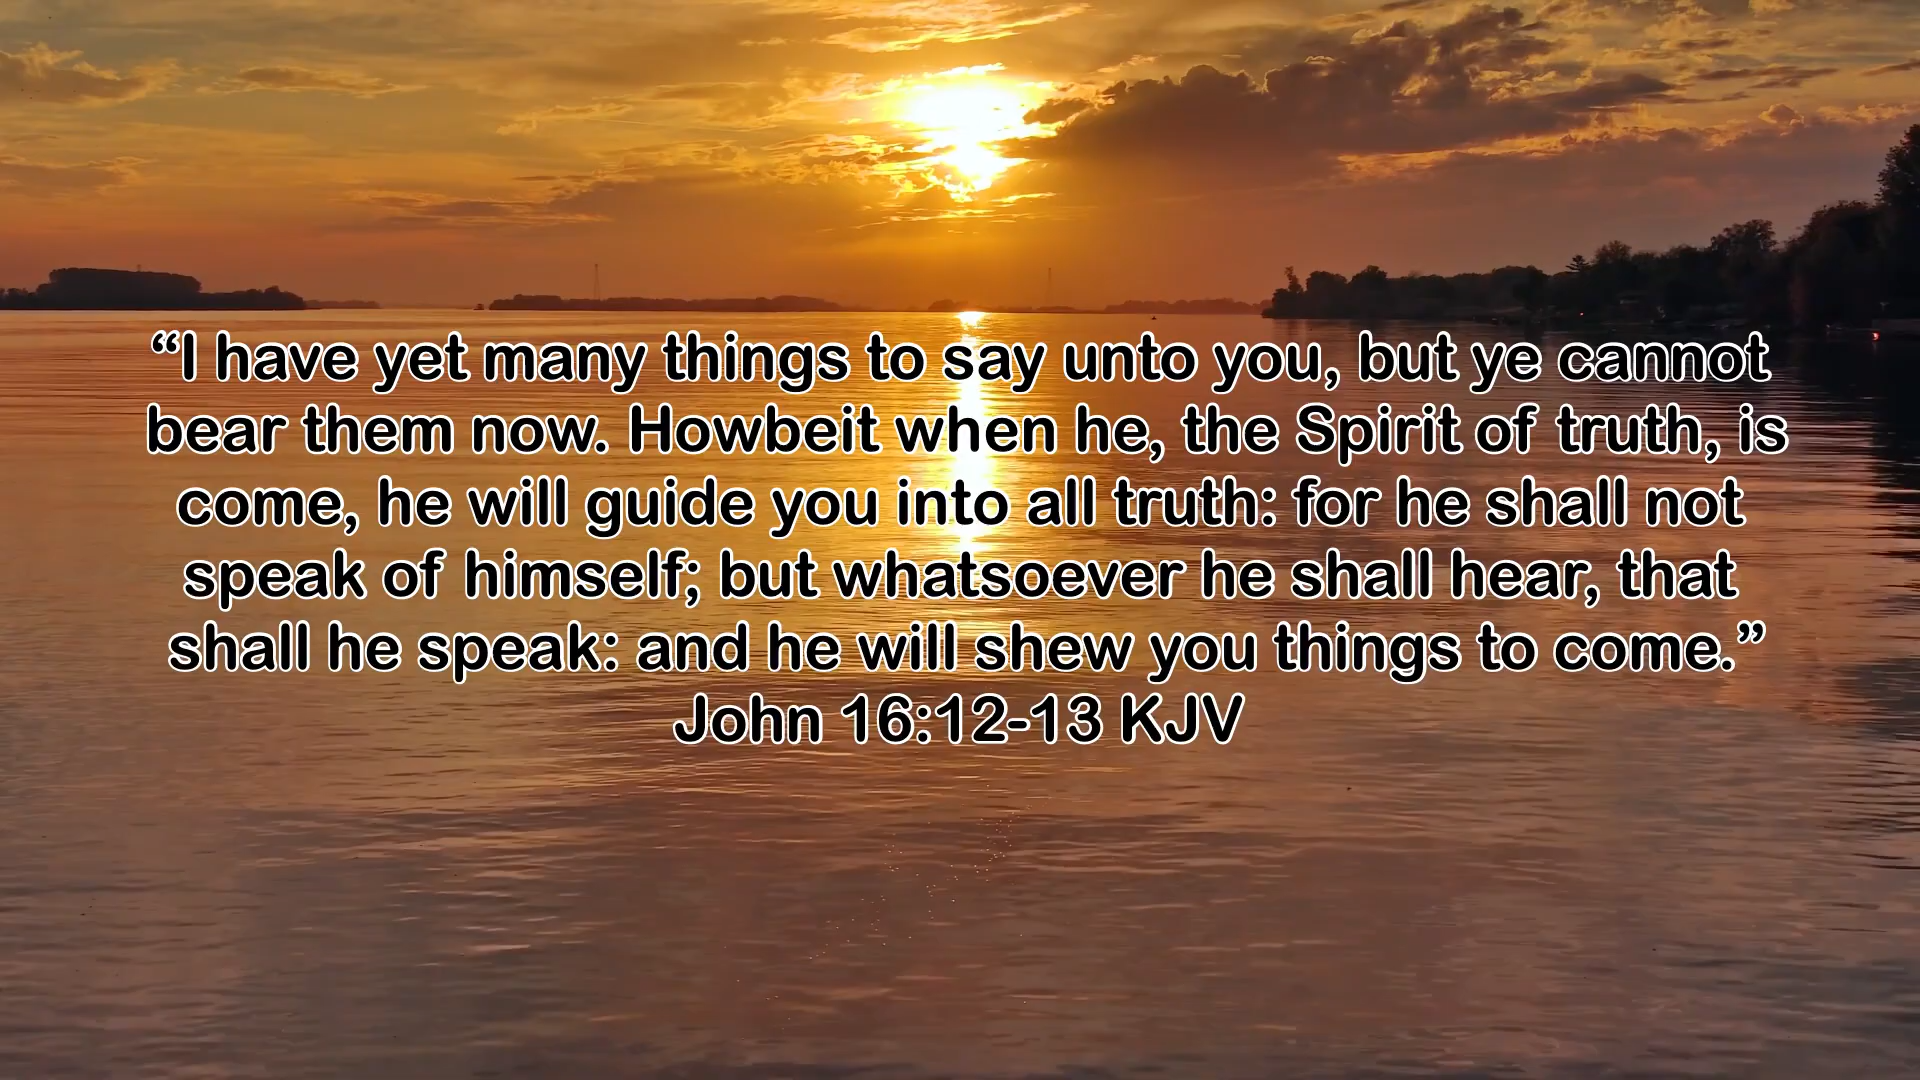 “I have yet many things to say unto you, but ye cannot
bear them now. Howbeit when he, the Spirit of truth, is
come, he will guide you into all truth: for he shall not
speak of himself; but whatsoever he shall hear, that
shall he speak: and he will shew you things to come.”
John 16:12-13 KJV